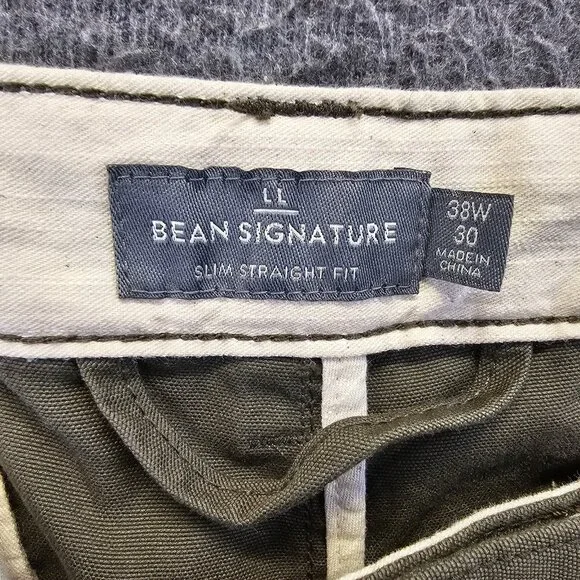 LL
BEAN SIGNATURE
SLIM STRAIGHT FIT
38W
30
MADE IN
CHINA